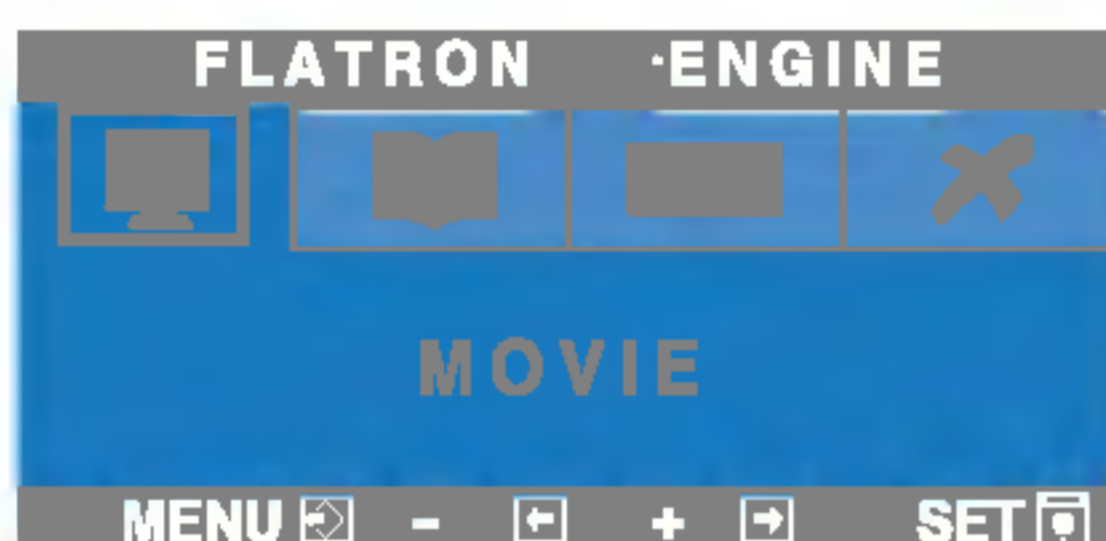 FLATRON ·ENGINE
MOVIE
MENU - ← + → SET